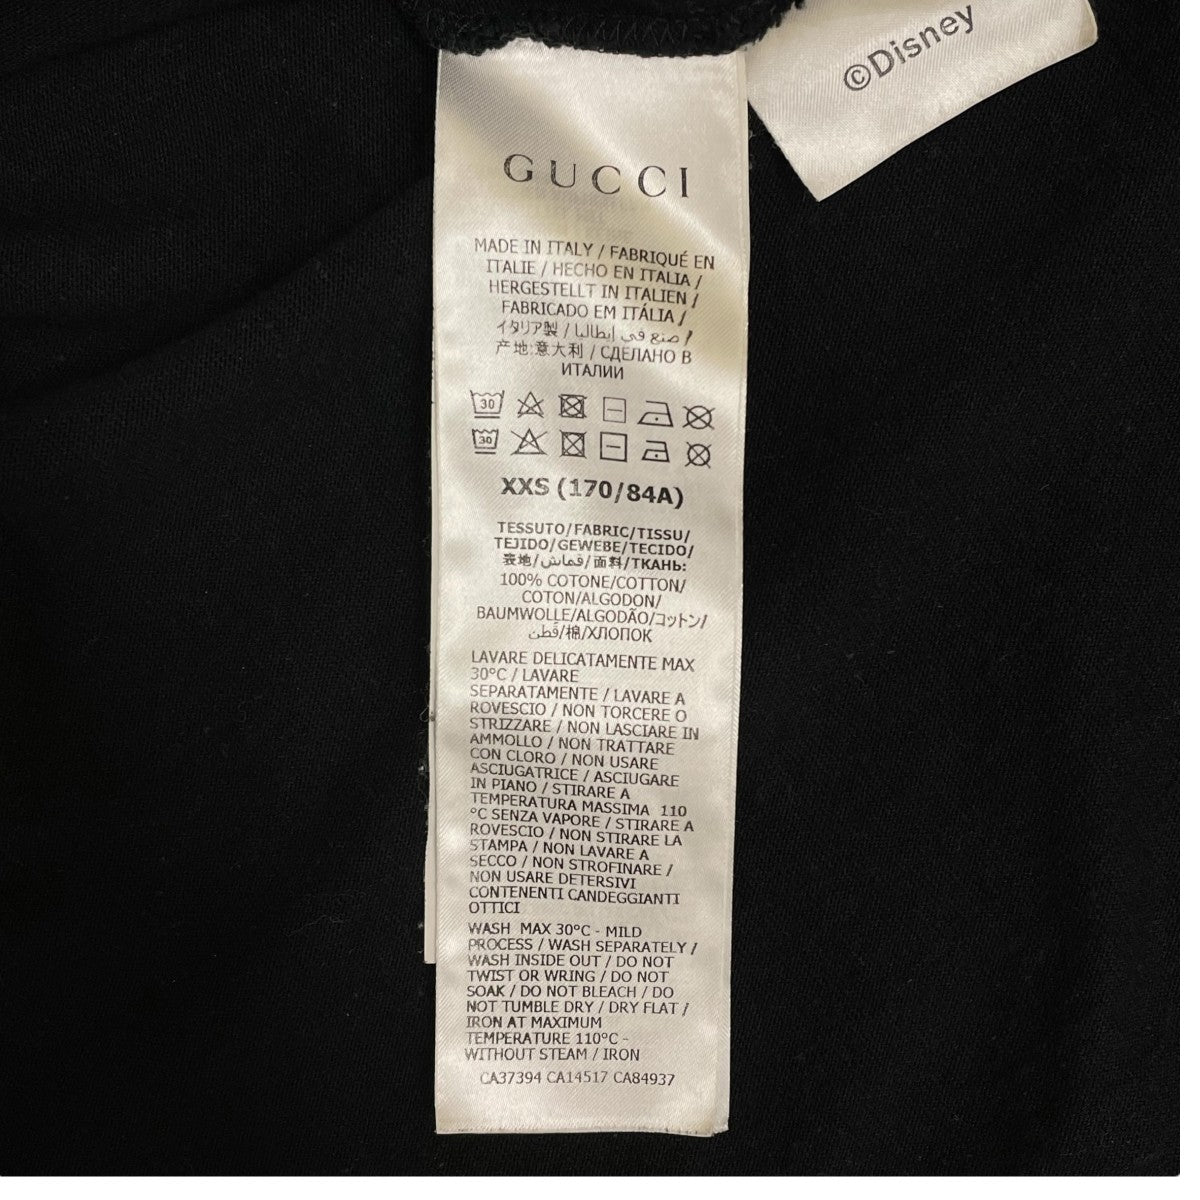 ©Disney
GUCCI
MADE IN ITALY / FABRIQUÉ EN
ITALIE / HECHO EN ITALIA /
HERGESTELLT IN ITALIEN /
FABRICADO EM ITÁLIA /
イタリア製 / صنع في إيطاليا /
产地:意大利 / СДЕЛАНО В
ИТАЛИИ
30
30
XXS (170/84A)
TESSUTO/FABRIC/TISSU/
TEJIDO/GEWEBE/TECIDO/
表地/قماش/面料/ТКАНЬ:
100% COTONE/COTTON/
COTON/ALGODON/
BAUMWOLLE/ALGODÃO/コットン/
قطن/棉/ХЛОПОК
LAVARE DELICATAMENTE MAX
30°C / LAVARE
SEPARATAMENTE / LAVARE A
ROVESCIO / NON TORCERE O
STRIZZARE / NON LASCIARE IN
AMMOLLO / NON TRATTARE
CON CLORO / NON USARE
ASCIUGATRICE / ASCIUGARE
IN PIANO / STIRARE A
TEMPERATURA MASSIMA 110
°C SENZA VAPORE / STIRARE A
ROVESCIO / NON STIRARE LA
STAMPA / NON LAVARE A
SECCO / NON STROFINARE /
NON USARE DETERSIVI
CONTENENTI CANDEGGIANTI
OTTICI
WASH MAX 30°C - MILD
PROCESS / WASH SEPARATELY /
WASH INSIDE OUT / DO NOT
TWIST OR WRING / DO NOT
SOAK / DO NOT BLEACH / DO
NOT TUMBLE DRY / DRY FLAT /
IRON AT MAXIMUM
TEMPERATURE 110°C -
WITHOUT STEAM / IRON
CA37394 CA14517 CA84937